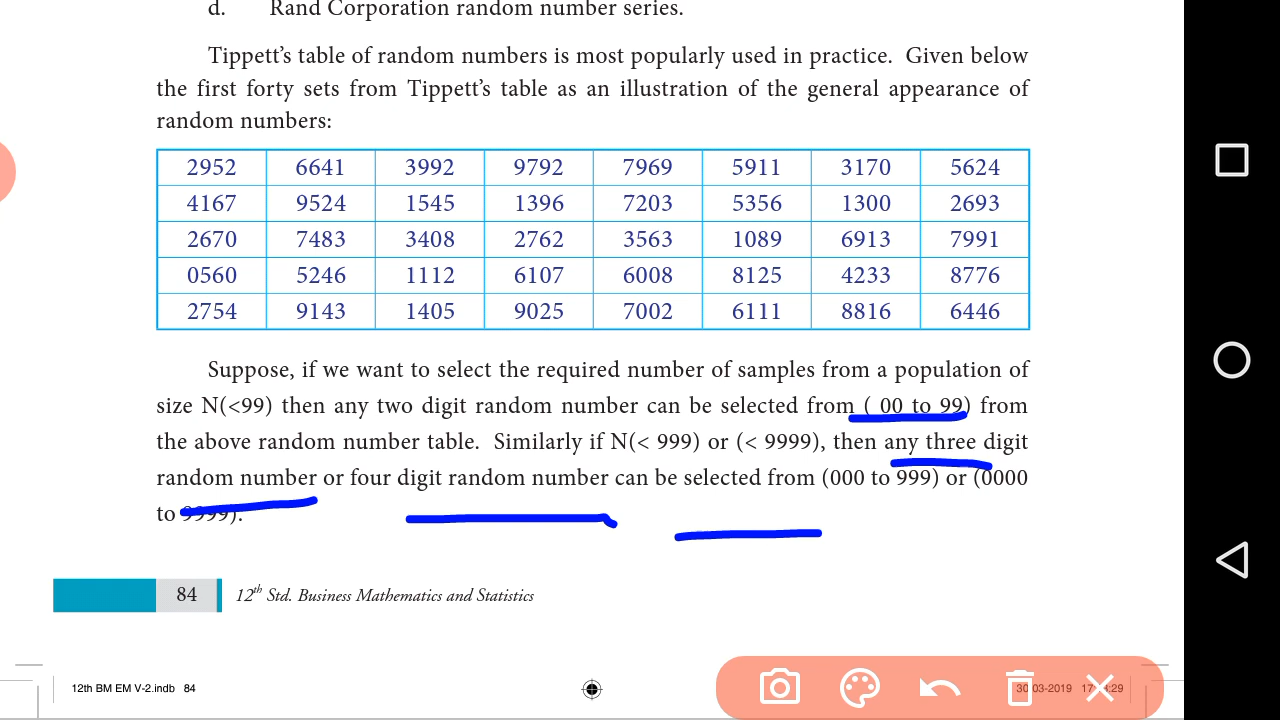 d. Rand Corporation random number series.
Tippett’s table of random numbers is most popularly used in practice. Given below
the first forty sets from Tippett’s table as an illustration of the general appearance of
random numbers:
2952 6641 3992 9792 7969 5911 3170 5624
4167 9524 1545 1396 7203 5356 1300 2693
2670 7483 3408 2762 3563 1089 6913 7991
0560 5246 1112 6107 6008 8125 4233 8776
2754 9143 1405 9025 7002 6111 8816 6446
Suppose, if we want to select the required number of samples from a population of
size N(<99) then any two digit random number can be selected from ( 00 to 99) from
the above random number table. Similarly if N(< 999) or (< 9999), then any three digit
random number or four digit random number can be selected from (000 to 999) or (0000
to 9999).
84 12th Std. Business Mathematics and Statistics
12th BM EM V-2.indb 84 30-03-2019